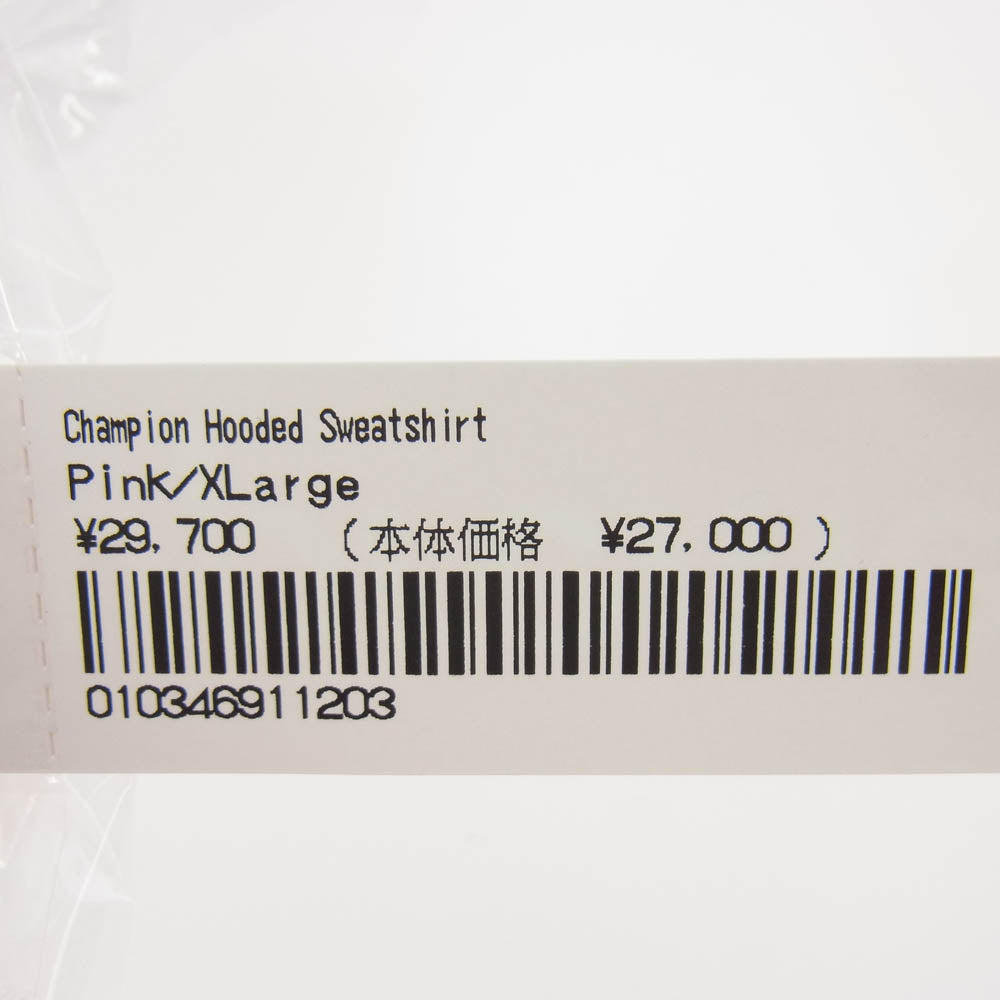 Champion Hooded Sweatshirt
Pink/XLarge
¥29,700 (本体価格 ¥27,000)
010346911203